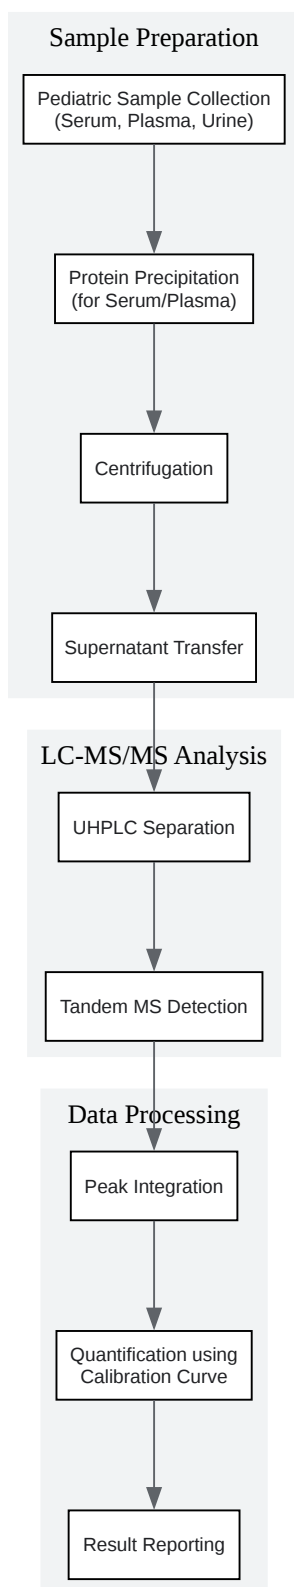 Sample Preparation
Pediatric Sample Collection
(Serum, Plasma, Urine)
Protein Precipitation
(for Serum/Plasma)
Centrifugation
Supernatant Transfer
LC-MS/MS Analysis
UHPLC Separation
Tandem MS Detection
Data Processing
Peak Integration
Quantification using
Calibration Curve
Result Reporting